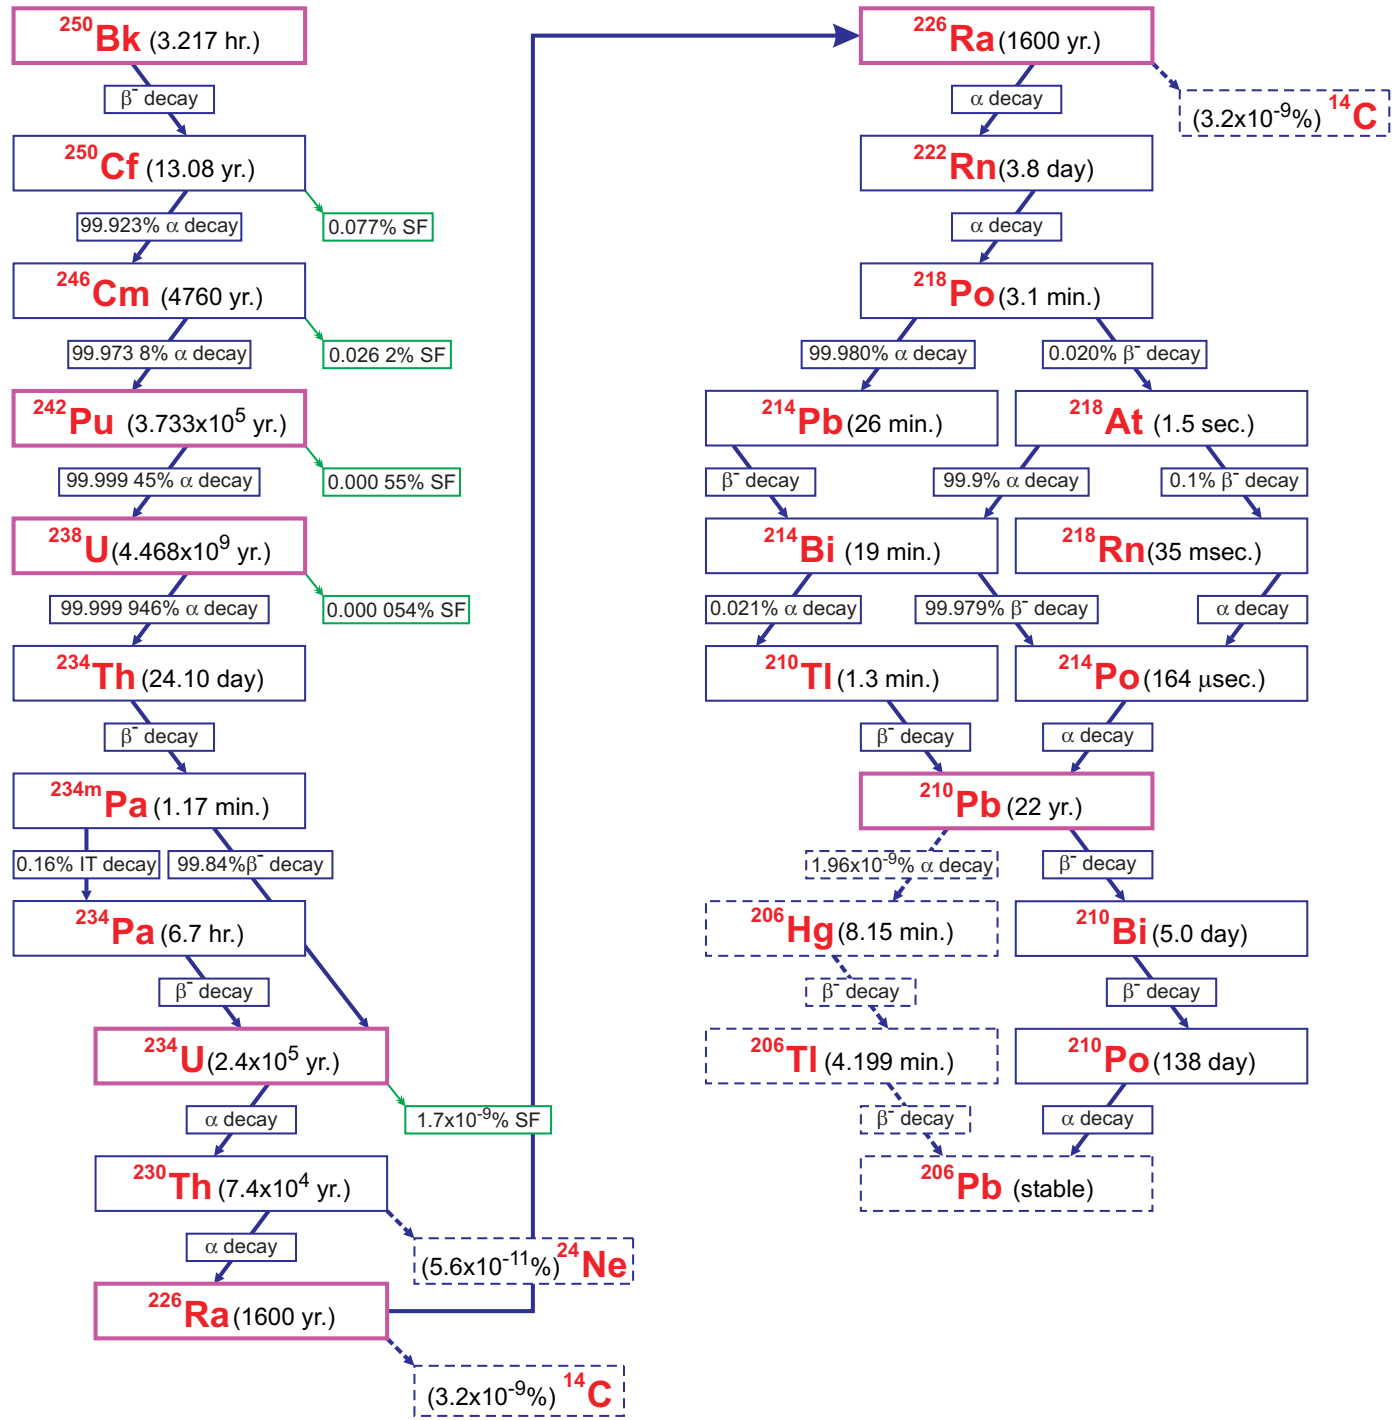 ²⁵⁰Bk (3.217 hr.)
β⁻ decay
²⁵⁰Cf (13.08 yr.)
99.923% α decay
0.077% SF
²⁴⁶Cm (4760 yr.)
99.973 8% α decay
0.026 2% SF
²⁴²Pu (3.733x10⁵ yr.)
99.999 45% α decay
0.000 55% SF
²³⁸U (4.468x10⁹ yr.)
99.999 946% α decay
0.000 054% SF
²³⁴Th (24.10 day)
β⁻ decay
²³⁴ᵐPa (1.17 min.)
0.16% IT decay
99.84%β⁻ decay
²³⁴Pa (6.7 hr.)
β⁻ decay
²³⁴U (2.4x10⁵ yr.)
α decay
1.7x10⁻⁹% SF
²³⁰Th (7.4x10⁴ yr.)
α decay
(5.6x10⁻¹¹%) ²⁴Ne
²²⁶Ra (1600 yr.)
(3.2x10⁻⁹%) ¹⁴C
²²⁶Ra (1600 yr.)
α decay
(3.2x10⁻⁹%) ¹⁴C
²²²Rn (3.8 day)
α decay
²¹⁸Po (3.1 min.)
99.980% α decay
0.020% β⁻ decay
²¹⁴Pb (26 min.)
²¹⁸At (1.5 sec.)
β⁻ decay
99.9% α decay
0.1% β⁻ decay
²¹⁴Bi (19 min.)
²¹⁸Rn (35 msec.)
0.021% α decay
99.979% β⁻ decay
α decay
²¹⁰Tl (1.3 min.)
²¹⁴Po (164 μsec.)
β⁻ decay
α decay
²¹⁰Pb (22 yr.)
1.96x10⁻⁹% α decay
β⁻ decay
²⁰⁶Hg (8.15 min.)
²¹⁰Bi (5.0 day)
β⁻ decay
β⁻ decay
²⁰⁶Tl (4.199 min.)
²¹⁰Po (138 day)
β⁻ decay
α decay
²⁰⁶Pb (stable)